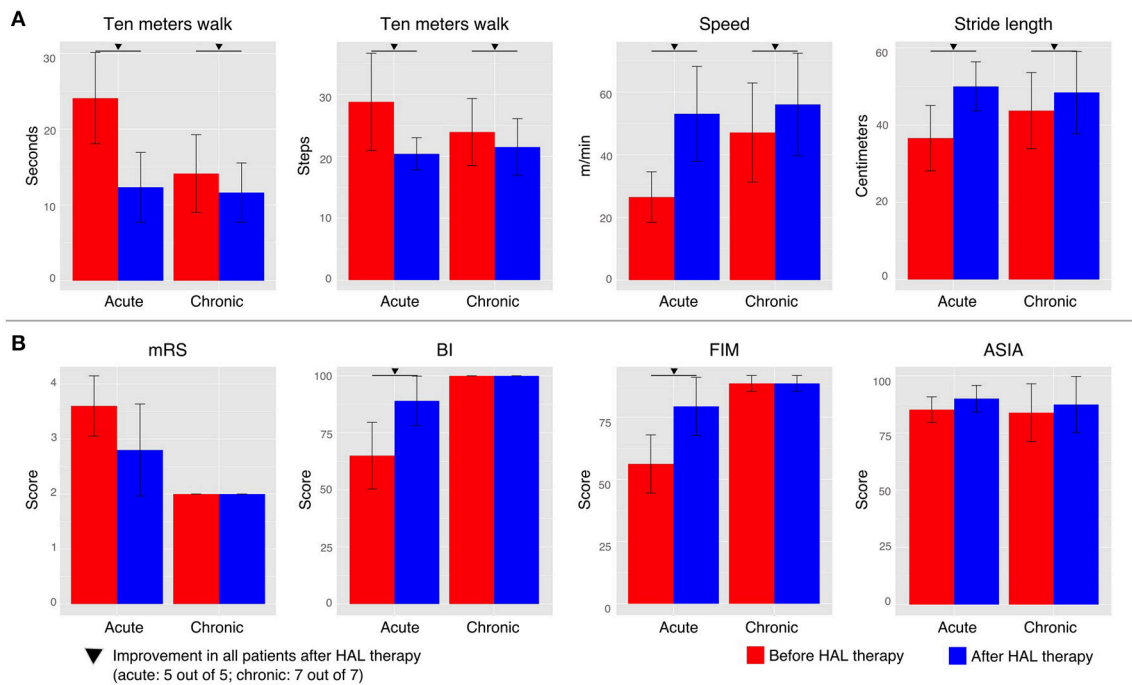 A
Ten meters walk
Seconds
30
20
10
0
Acute
Chronic
Ten meters walk
Steps
30
20
10
0
Acute
Chronic
Speed
m/min
60
40
20
0
Acute
Chronic
Stride length
Centimeters
60
40
20
0
Acute
Chronic
B
mRS
Score
4
3
2
1
0
Acute
Chronic
BI
Score
100
75
50
25
0
Acute
Chronic
FIM
Score
75
50
25
0
Acute
Chronic
ASIA
Score
100
75
50
25
0
Acute
Chronic
Improvement in all patients after HAL therapy
(acute: 5 out of 5; chronic: 7 out of 7)
Before HAL therapy
After HAL therapy